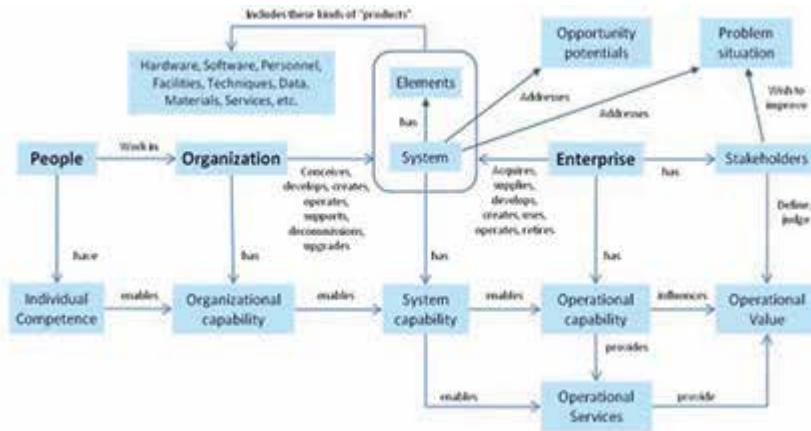 Includes these kinds of "products"
Hardware, Software, Personnel,
Facilities, Techniques, Data,
Materials, Services, etc.
Elements
Opportunity
potentials
Problem
situation
Addresses
Addresses
Wish to
improve
has
People
Work in
Organization
Conceives,
develops, creates,
operates,
supports,
decommissions,
upgrades
System
Acquires,
supplies,
develops,
creates, uses,
operates, retires
Enterprise
has
Stakeholders
Define,
judge
have
has
has
has
Individual
Competence
enables
Organizational
capability
enables
System
capability
enables
Operational
capability
influences
Operational
Value
provides
enables
Operational
Services
provide